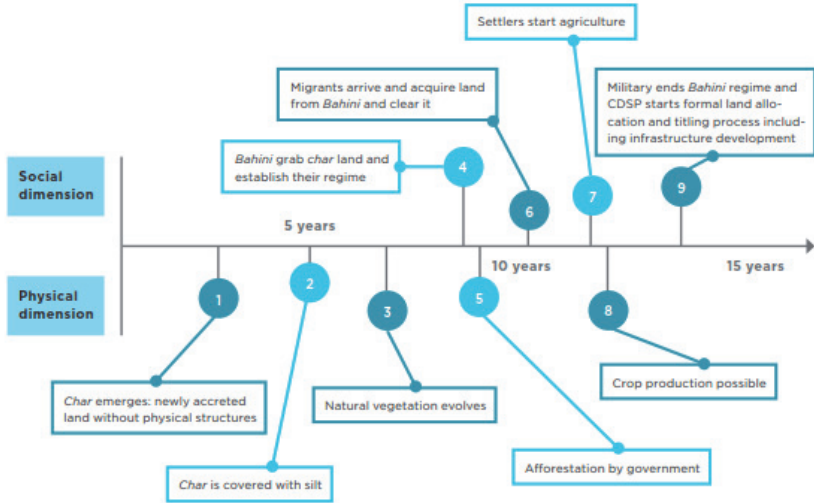 Settlers start agriculture
Migrants arrive and acquire land
from Bahini and clear it
Military ends Bahini regime and
CDSP starts formal land allo-
cation and titling process includ-
ing infrastructure development
Bahini grab char land and
establish their regime
Social
dimension
4
6
7
9
5 years
10 years
15 years
Physical
dimension
1
2
3
5
8
Char emerges: newly accreted
land without physical structures
Natural vegetation evolves
Crop production possible
Char is covered with silt
Afforestation by government